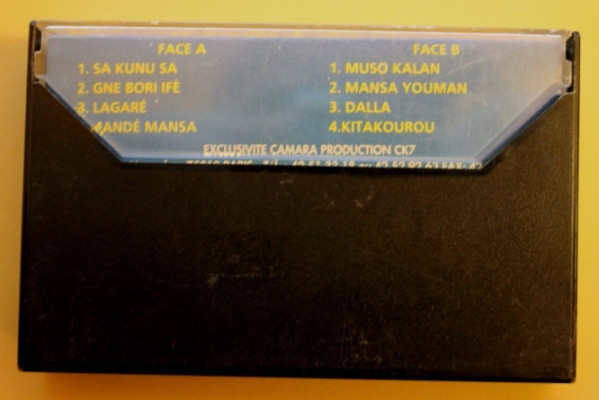 FACE A
1. SA KUNU SA
2. GNE BORI IFÈ
3. LAGARÉ
MANDÉ MANSA
FACE B
1. MUSO KALAN
2. MANSA YOUMAN
3. DALLA
4.KITAKOUROU
EXCLUSIVITE CAMARA PRODUCTION CK7
PARIS